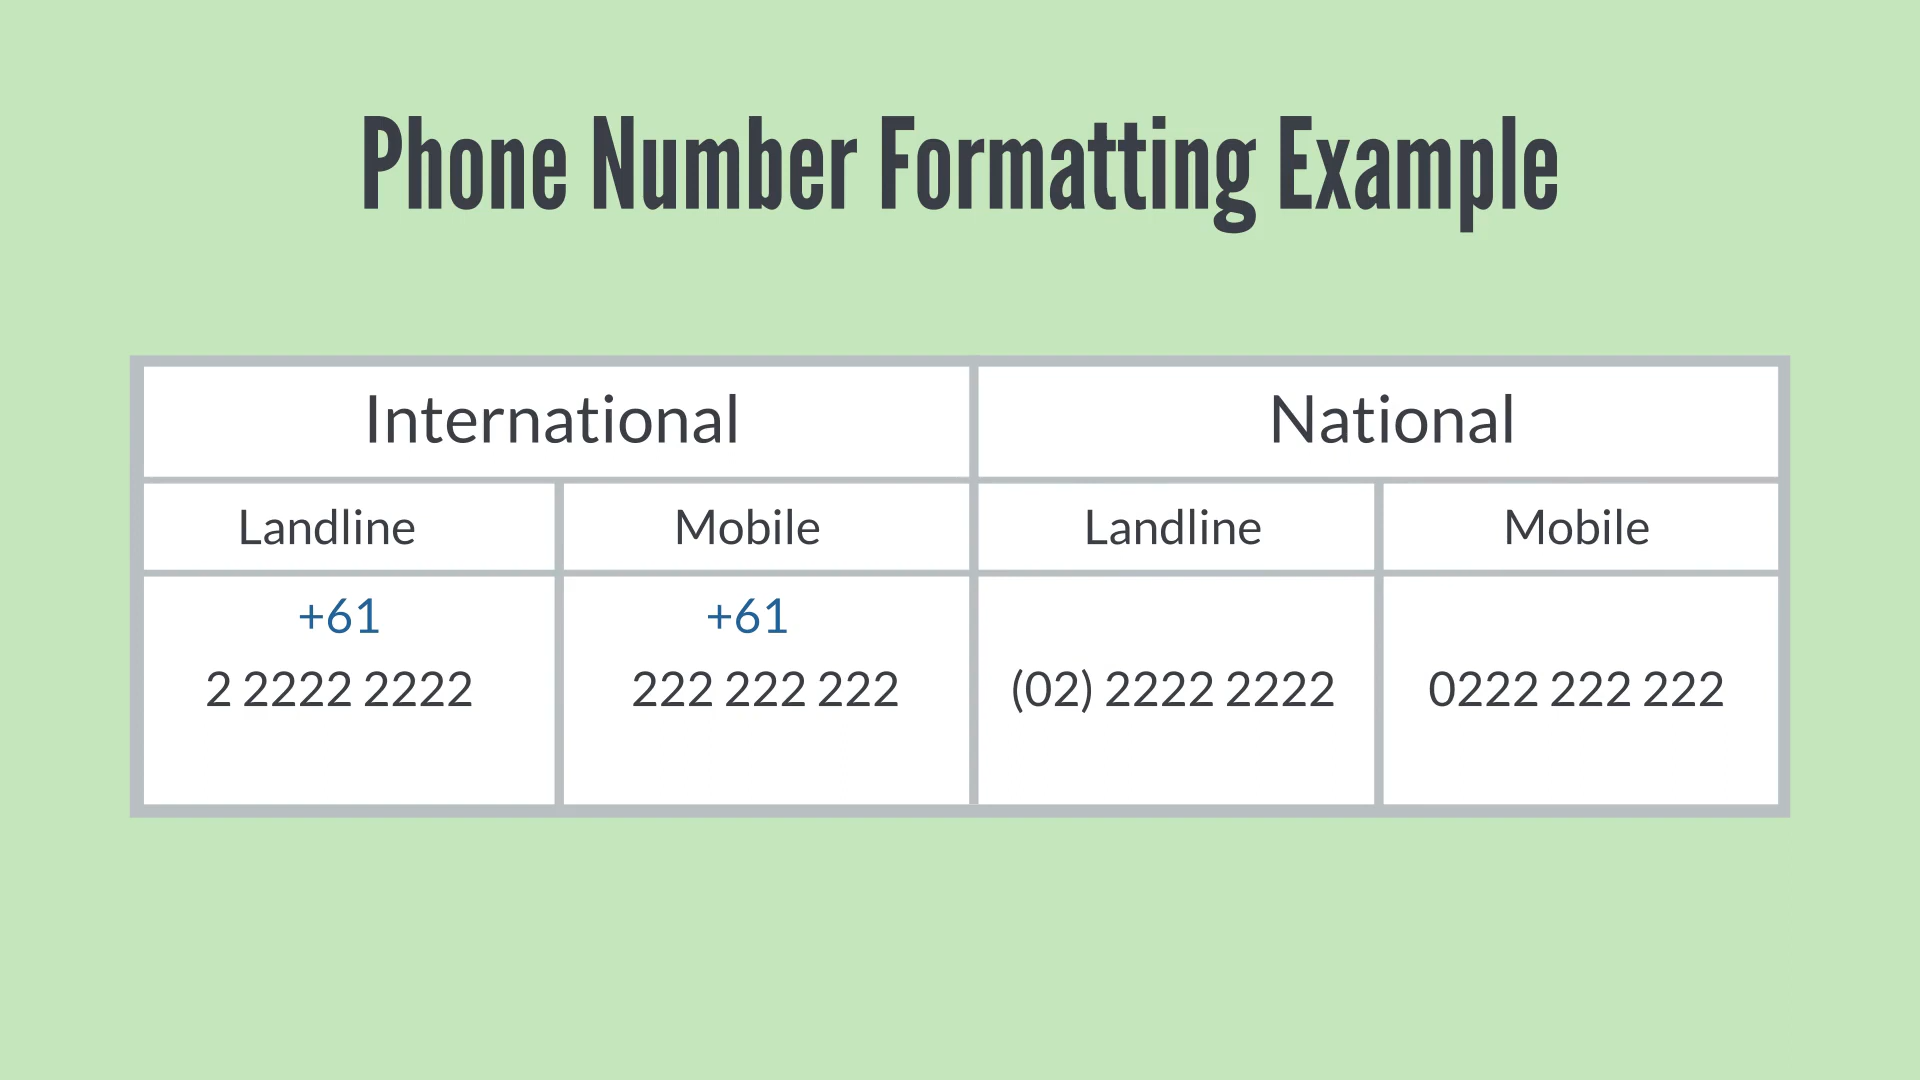 Phone Number Formatting Example
International National
Landline Mobile Landline Mobile
+61 +61
2 2222 2222 222 222 222 (02) 2222 2222 0222 222 222